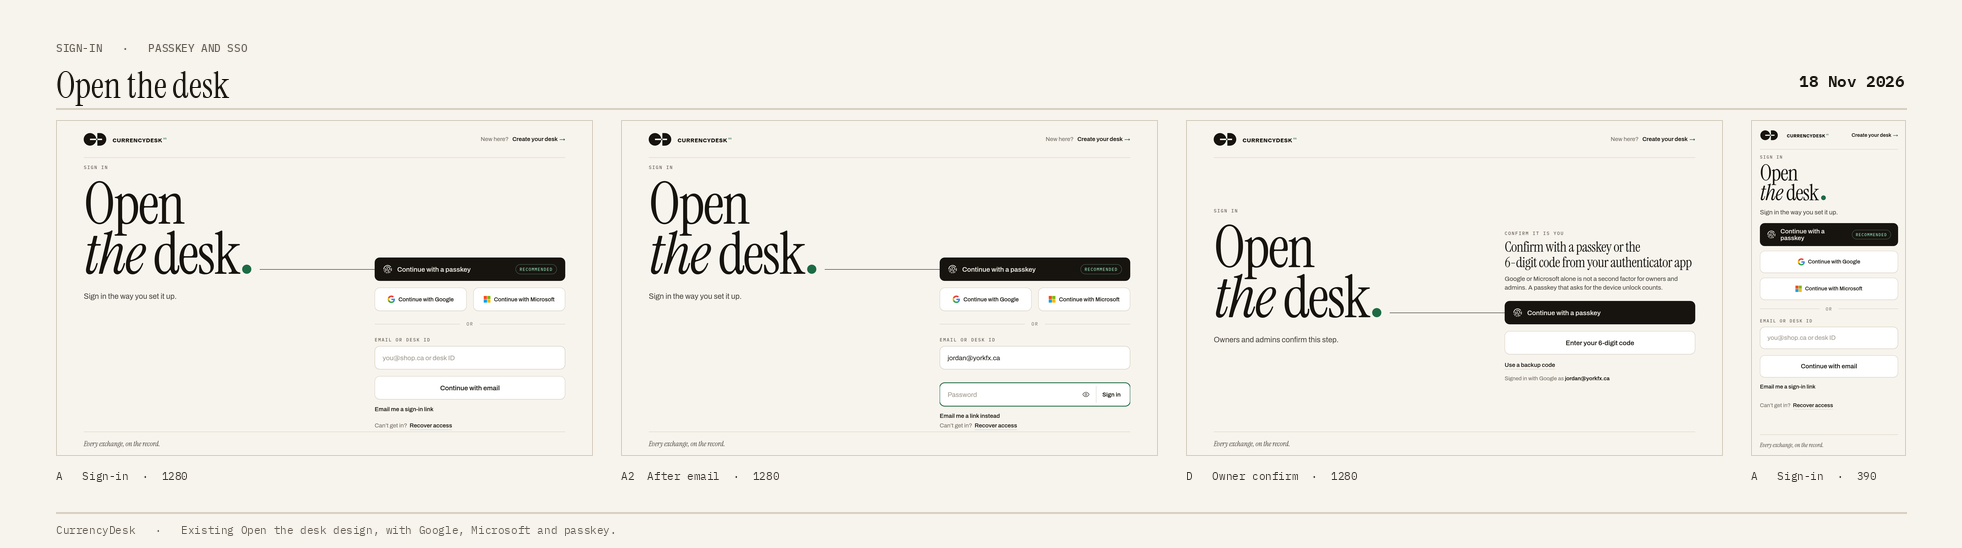 SIGN-IN · PASSKEY AND SSO
Open the desk
18 Nov 2026
CURRENCYDESK™
New here? Create your desk →
SIGN IN
Open
the desk.
Sign in the way you set it up.
Continue with a passkey
RECOMMENDED
Continue with Google
Continue with Microsoft
OR
EMAIL OR DESK ID
you@shop.ca or desk ID
Continue with email
Email me a sign-in link
Can't get in? Recover access
Every exchange, on the record.
A Sign-in · 1280
CURRENCYDESK™
New here? Create your desk →
SIGN IN
Open
the desk.
Sign in the way you set it up.
Continue with a passkey
RECOMMENDED
Continue with Google
Continue with Microsoft
OR
EMAIL OR DESK ID
jordan@yorkfx.ca
Password
Sign in
Email me a link instead
Can't get in? Recover access
Every exchange, on the record.
A2 After email · 1280
CURRENCYDESK™
New here? Create your desk →
SIGN IN
Open
the desk.
Owners and admins confirm this step.
CONFIRM IT IS YOU
Confirm with a passkey or the
6-digit code from your authenticator app
Google or Microsoft alone is not a second factor for owners and
admins. A passkey that asks for the device unlock counts.
Continue with a passkey
Enter your 6-digit code
Use a backup code
Signed in with Google as jordan@yorkfx.ca
Every exchange, on the record.
D Owner confirm · 1280
CURRENCYDESK™
Create your desk →
SIGN IN
Open
the desk.
Sign in the way you set it up.
Continue with a
passkey
RECOMMENDED
Continue with Google
Continue with Microsoft
OR
EMAIL OR DESK ID
you@shop.ca or desk ID
Continue with email
Email me a sign-in link
Can't get in? Recover access
Every exchange, on the record.
A Sign-in · 390
CurrencyDesk · Existing Open the desk design, with Google, Microsoft and passkey.